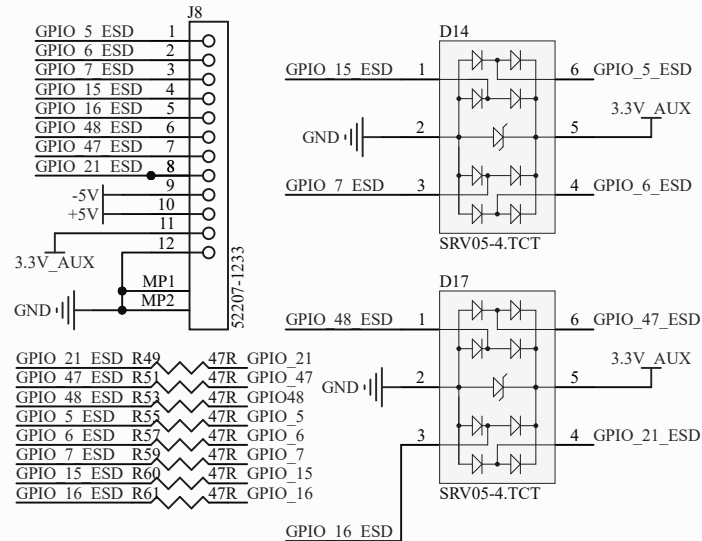 J8
GPIO_5_ESD 1
GPIO_6_ESD 2
GPIO_7_ESD 3
GPIO_15_ESD 4
GPIO_16_ESD 5
GPIO_48_ESD 6
GPIO_47_ESD 7
GPIO_21_ESD 8
-5V 9
+5V 10
11
12
3.3V_AUX
MP1
GND MP2
52207-1233
D14
GPIO_15_ESD 1 6 GPIO_5_ESD
3.3V_AUX
GND 2 5
GPIO_7_ESD 3 4 GPIO_6_ESD
SRV05-4.TCT
D17
GPIO_48_ESD 1 6 GPIO_47_ESD
3.3V_AUX
GND 2 5
3 4 GPIO_21_ESD
SRV05-4.TCT
GPIO_16_ESD
GPIO_21_ESD R49 47R GPIO_21
GPIO_47_ESD R51 47R GPIO_47
GPIO_48_ESD R53 47R GPIO48
GPIO_5_ESD R55 47R GPIO_5
GPIO_6_ESD R57 47R GPIO_6
GPIO_7_ESD R59 47R GPIO_7
GPIO_15_ESD R60 47R GPIO_15
GPIO_16_ESD R61 47R GPIO_16